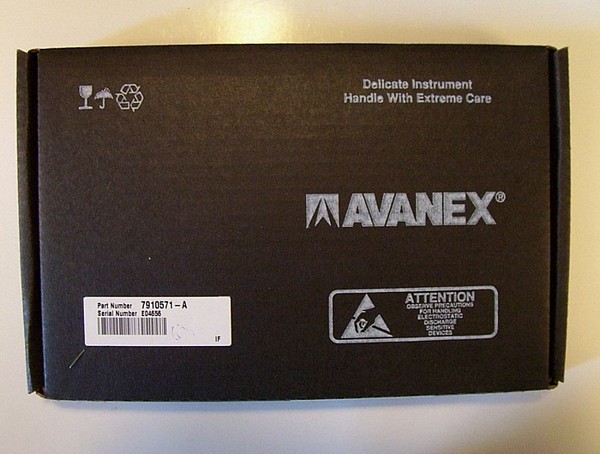 Delicate Instrument
Handle With Extreme Care
AVANEX®
Part Number 7910571-A
Serial Number E04656
IF
ATTENTION
OBSERVE PRECAUTIONS
FOR HANDLING
ELECTROSTATIC
DISCHARGE
SENSITIVE
DEVICES